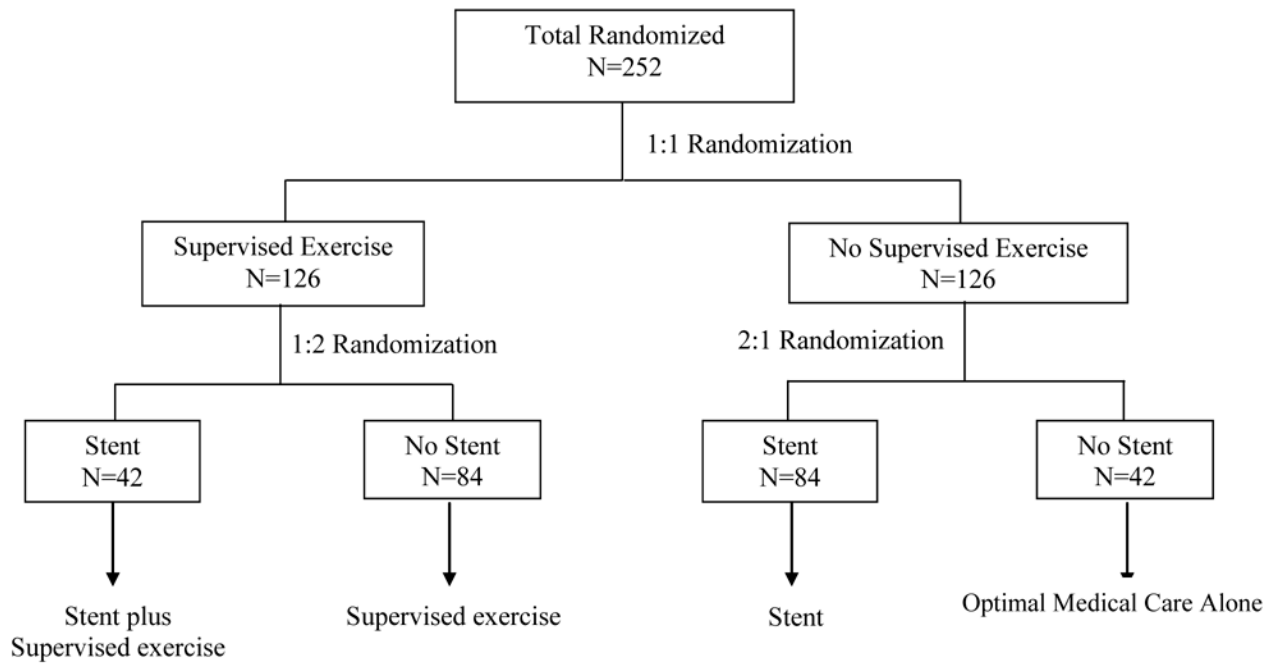 Total Randomized
N=252
1:1 Randomization
Supervised Exercise
N=126
No Supervised Exercise
N=126
1:2 Randomization
2:1 Randomization
Stent
N=42
No Stent
N=84
Stent
N=84
No Stent
N=42
Stent plus
Supervised exercise
Supervised exercise
Stent
Optimal Medical Care Alone